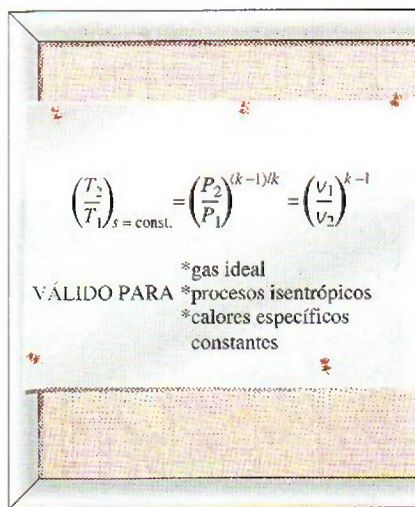 (T₂/T₁)s = const. = (P₂/P₁)^(k−1)/k = (v₁/v₂)^k−1
*gas ideal
VÁLIDO PARA *procesos isentrópicos
*calores específicos
constantes